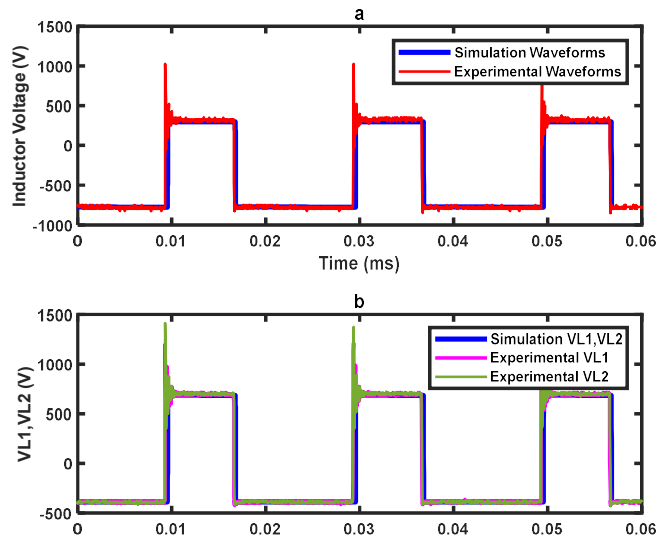 a
Inductor Voltage (V)
1500
1000
500
0
-500
-1000
Simulation Waveforms
Experimental Waveforms
0 0.01 0.02 0.03 0.04 0.05 0.06
Time (ms)
b
VL1,VL2 (V)
1500
1000
500
0
-500
Simulation VL1,VL2
Experimental VL1
Experimental VL2
0 0.01 0.02 0.03 0.04 0.05 0.06